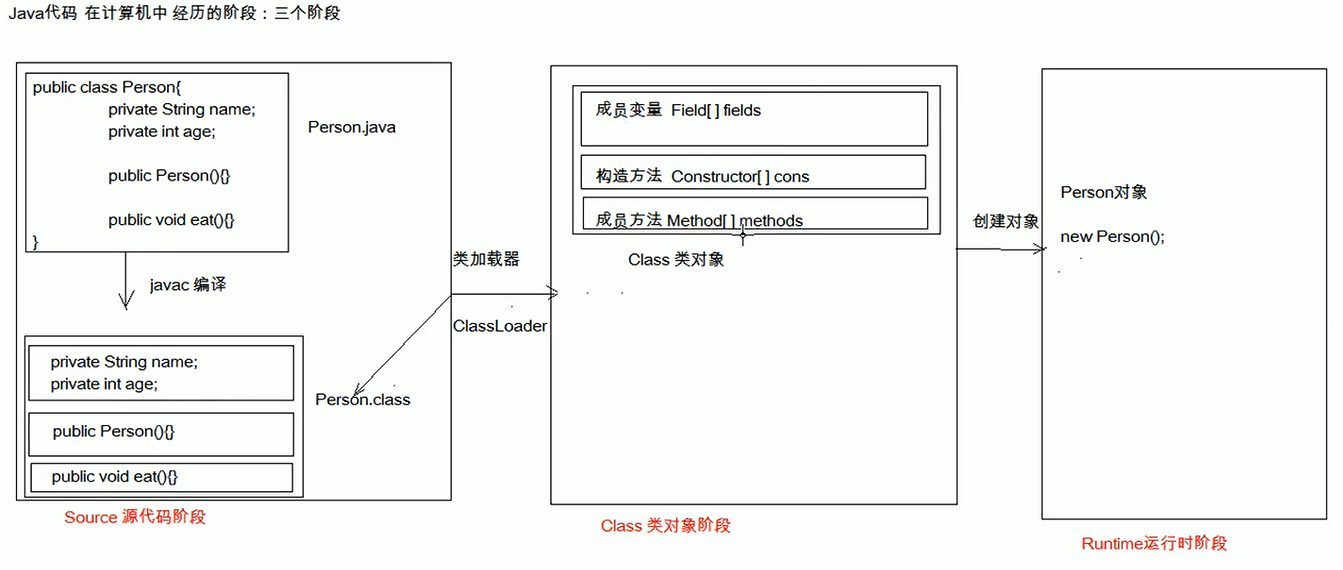 Java代码 在计算机中 经历的阶段：三个阶段
public class Person{
private String name;
private int age;
public Person(){}
public void eat(){}
}
Person.java
javac 编译
private String name;
private int age;
public Person(){}
public void eat(){}
Person.class
Source 源代码阶段
类加载器
ClassLoader
成员变量 Field[ ] fields
构造方法 Constructor[ ] cons
成员方法 Method[ ] methods
Class 类对象
Class 类对象阶段
创建对象
Person对象
new Person();
Runtime运行时阶段